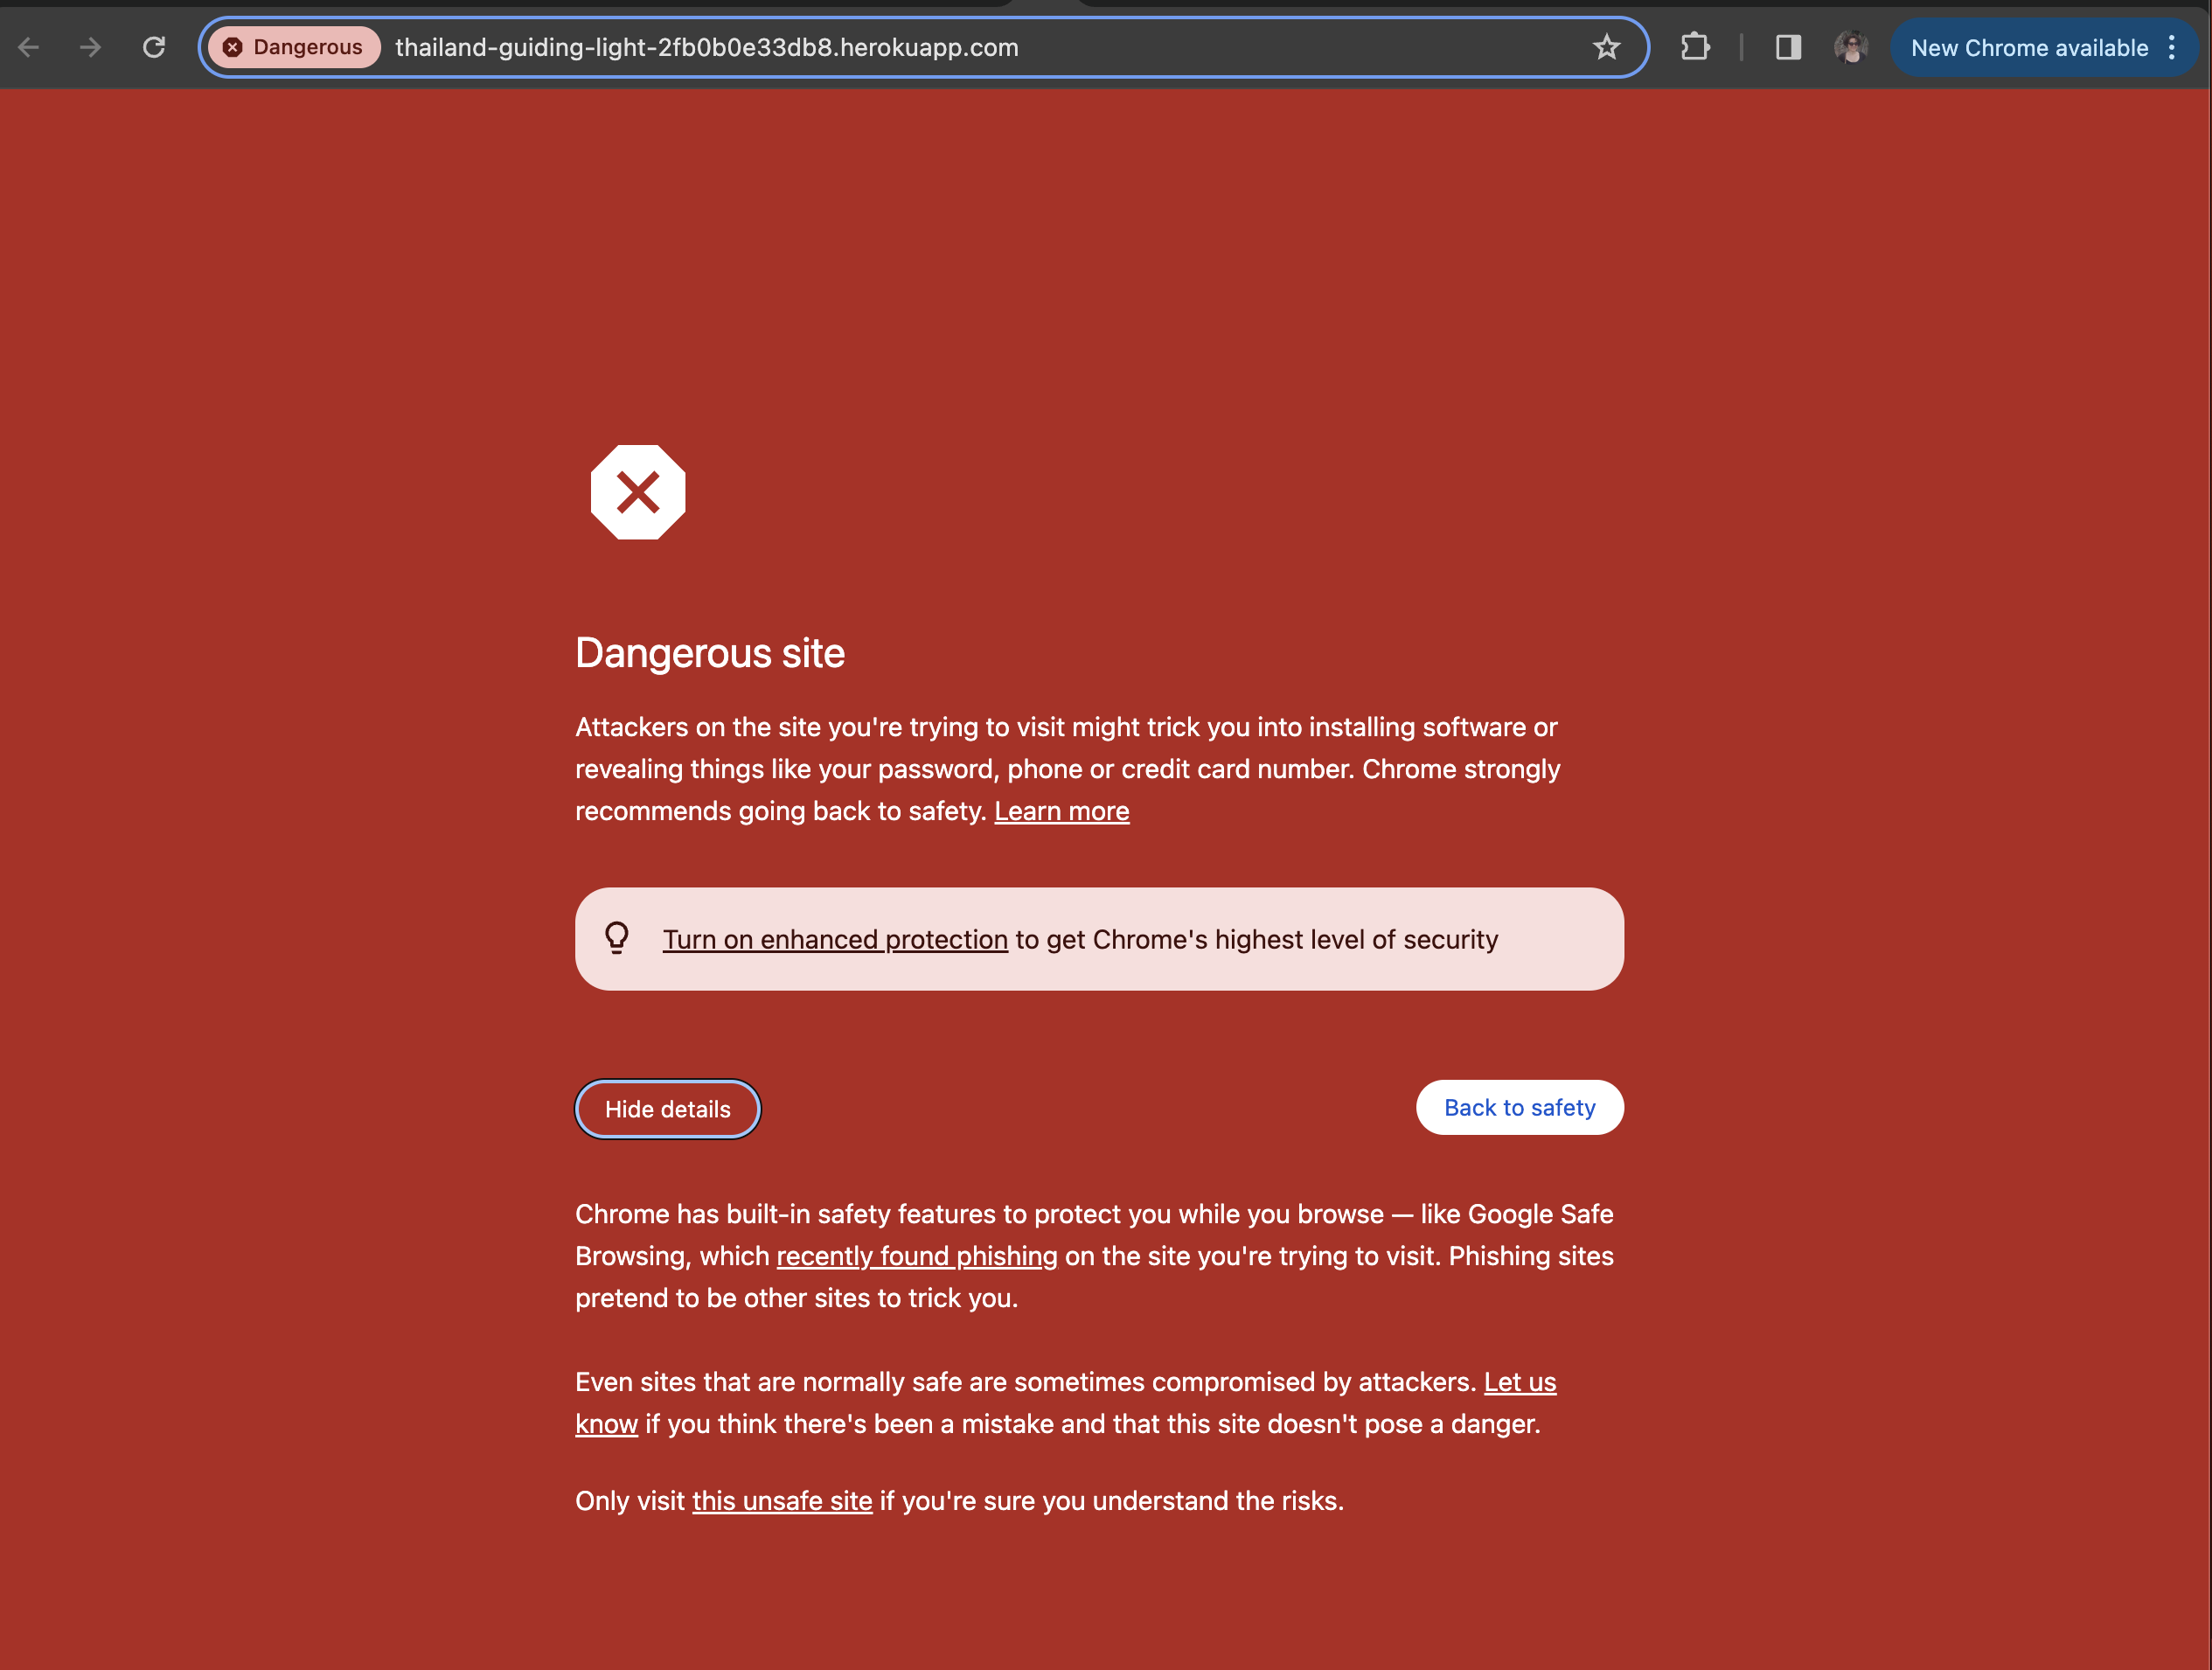 Dangerous thailand-guiding-light-2fb0b0e33db8.herokuapp.com New Chrome available
Dangerous site
Attackers on the site you're trying to visit might trick you into installing software or
revealing things like your password, phone or credit card number. Chrome strongly
recommends going back to safety. Learn more
Turn on enhanced protection to get Chrome's highest level of security
Hide details Back to safety
Chrome has built-in safety features to protect you while you browse — like Google Safe
Browsing, which recently found phishing on the site you're trying to visit. Phishing sites
pretend to be other sites to trick you.
Even sites that are normally safe are sometimes compromised by attackers. Let us
know if you think there's been a mistake and that this site doesn't pose a danger.
Only visit this unsafe site if you're sure you understand the risks.